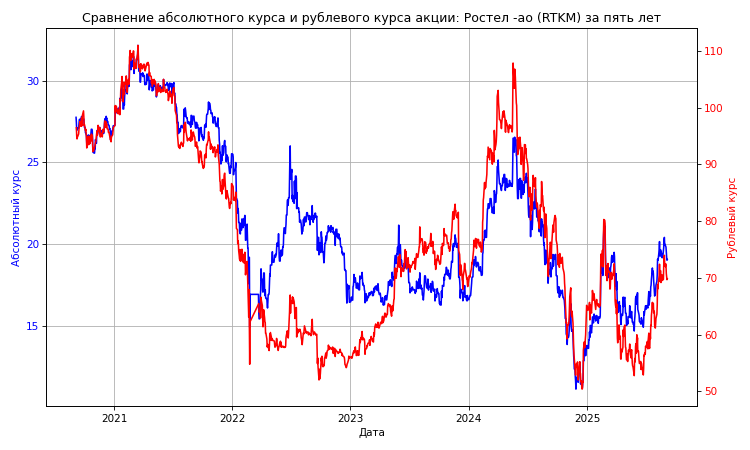 Сравнение абсолютного курса и рублевого курса акции: Ростел -ао (RTKM) за пять лет
Абсолютный курс
30
25
20
15
110
100
90
80
70
60
50
Рублевый курс
2021 2022 2023 2024 2025
Дата